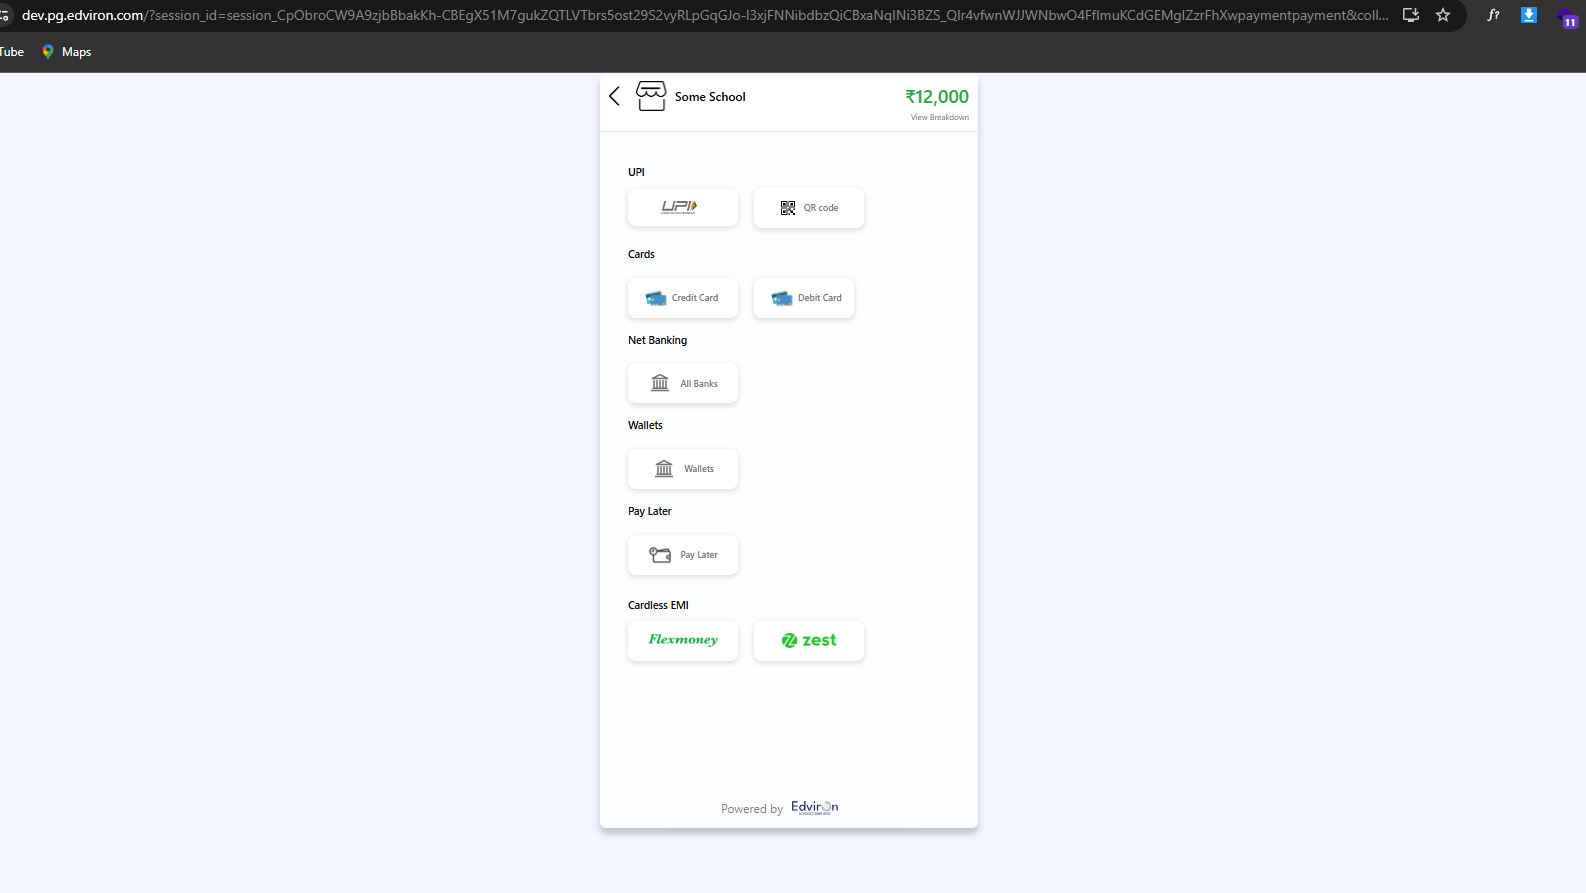 dev.pg.edviron.com/?session_id=session_CpObroCW9A9zjbBbakKh-CBEgX51M7gukZQTLVTbrs5ost29S2vyRLpGqGJo-I3xjFNNibdbzQiCBxaNqINi3BZS_QIr4vfwnWJJWNbwO4FfImuKCdGEMglZzrFhXwpaymentpayment&coll...
11
Tube
Maps
Some School
₹12,000
View Breakdown
UPI
UPI
QR code
Cards
Credit Card
Debit Card
Net Banking
All Banks
Wallets
Wallets
Pay Later
Pay Later
Cardless EMI
Flexmoney
zest
Powered by Edviron